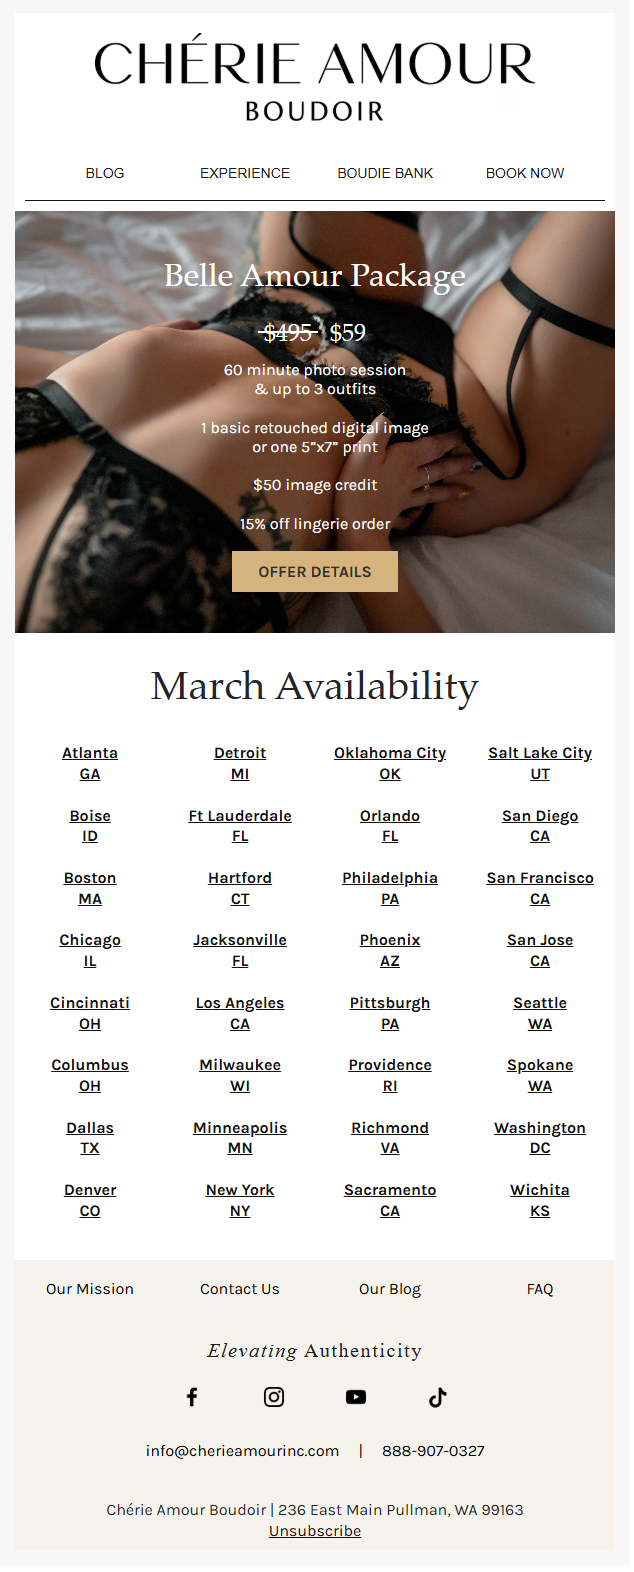 CHÉRIE AMOUR
BOUDOIR
BLOG EXPERIENCE BOUDIE BANK BOOK NOW
Belle Amour Package
$495 $59
60 minute photo session
& up to 3 outfits
1 basic retouched digital image
or one 5”x7” print
$50 image credit
15% off lingerie order
OFFER DETAILS
March Availability
Atlanta Detroit Oklahoma City Salt Lake City
GA MI OK UT
Boise Ft Lauderdale Orlando San Diego
ID FL FL CA
Boston Hartford Philadelphia San Francisco
MA CT PA CA
Chicago Jacksonville Phoenix San Jose
IL FL AZ CA
Cincinnati Los Angeles Pittsburgh Seattle
OH CA PA WA
Columbus Milwaukee Providence Spokane
OH WI RI WA
Dallas Minneapolis Richmond Washington
TX MN VA DC
Denver New York Sacramento Wichita
CO NY CA KS
Our Mission Contact Us Our Blog FAQ
Elevating Authenticity
info@cherieamourinc.com | 888-907-0327
Chérie Amour Boudoir | 236 East Main Pullman, WA 99163
Unsubscribe